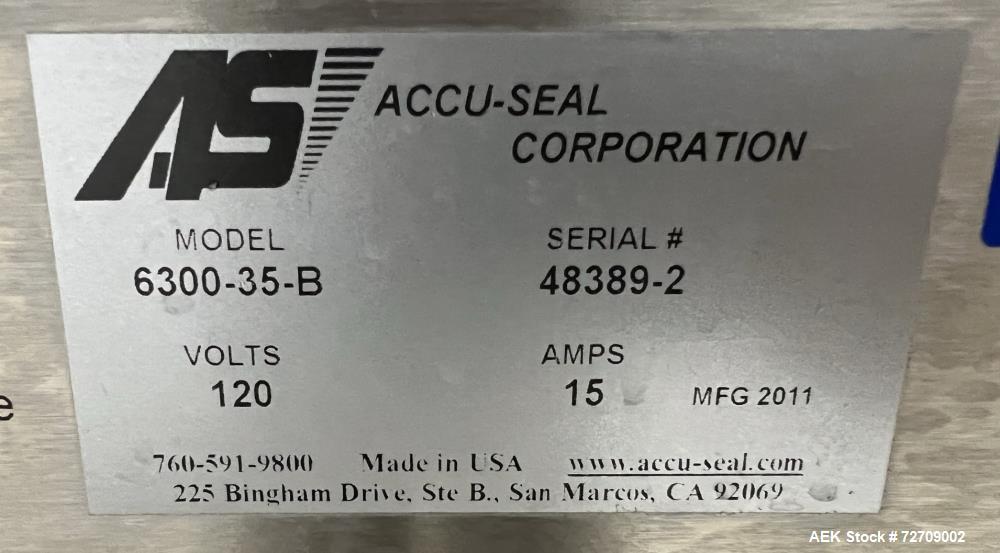 AS ACCU-SEAL
CORPORATION
MODEL SERIAL #
6300-35-B 48389-2
VOLTS AMPS
120 15 MFG 2011
e
760-591-9800 Made in USA www.accu-seal.com
225 Bingham Drive, Ste B., San Marcos, CA 92069
AEK Stock # 72709002